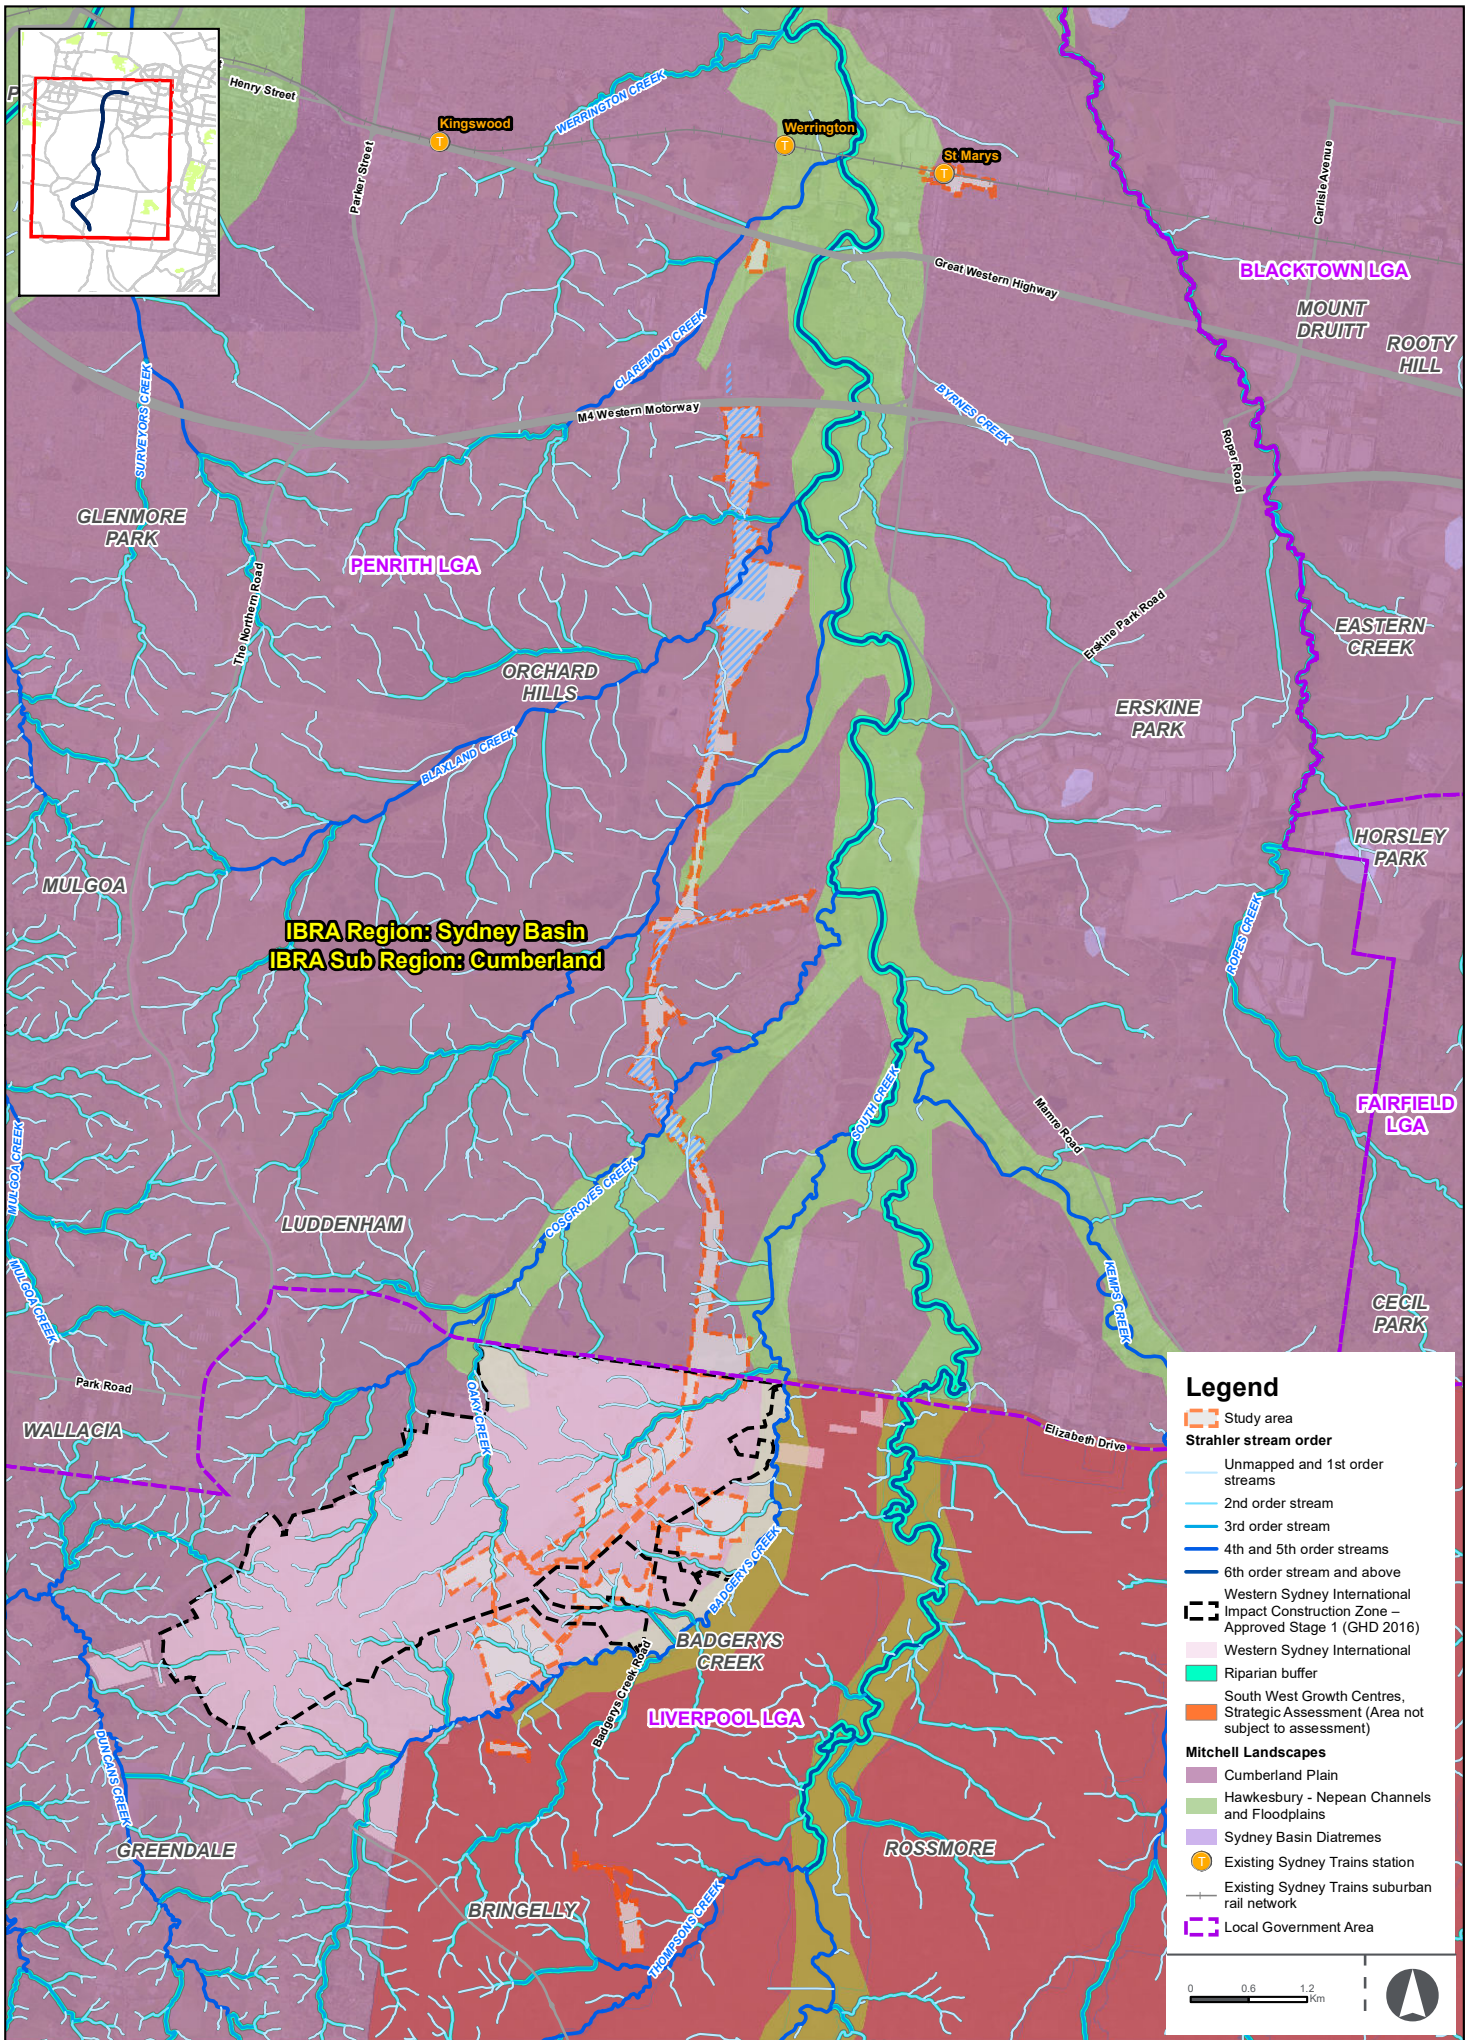 Henry Street
P
Kingswood
WERRINGTON CREEK
Werrington
St Marys
Parker Street
Carlisle Avenue
Great Western Highway
BLACKTOWN LGA
MOUNT
DRUITT
ROOTY
HILL
SURVEYORS CREEK
CLAREMONT CREEK
M4 Western Motorway
BYRNES CREEK
Roper Road
GLENMORE
PARK
PENRITH LGA
The Northern Road
Erskine Park Road
EASTERN
CREEK
ORCHARD
HILLS
ERSKINE
PARK
BLAXLAND CREEK
HORSLEY
PARK
MULGOA
IBRA Region: Sydney Basin
IBRA Sub Region: Cumberland
ROPES CREEK
SOUTH CREEK
Mamre Road
FAIRFIELD
LGA
MULGOA CREEK
COSGROVES CREEK
LUDDENHAM
MULGOA CREEK
KEMPS CREEK
CECIL
PARK
Park Road
OAKY CREEK
WALLACIA
Elizabeth Drive
BADGERYS CREEK
BADGERYS
CREEK
Badgerys Creek Road
LIVERPOOL LGA
DUNCANS CREEK
GREENDALE
ROSSMORE
BRINGELLY
THOMPSONS CREEK
Legend
Study area
Strahler stream order
Unmapped and 1st order
streams
2nd order stream
3rd order stream
4th and 5th order streams
6th order stream and above
Western Sydney International
Impact Construction Zone –
Approved Stage 1 (GHD 2016)
Western Sydney International
Riparian buffer
South West Growth Centres,
Strategic Assessment (Area not
subject to assessment)
Mitchell Landscapes
Cumberland Plain
Hawkesbury - Nepean Channels
and Floodplains
Sydney Basin Diatremes
T Existing Sydney Trains station
Existing Sydney Trains suburban
rail network
Local Government Area
0 0.6 1.2
Km